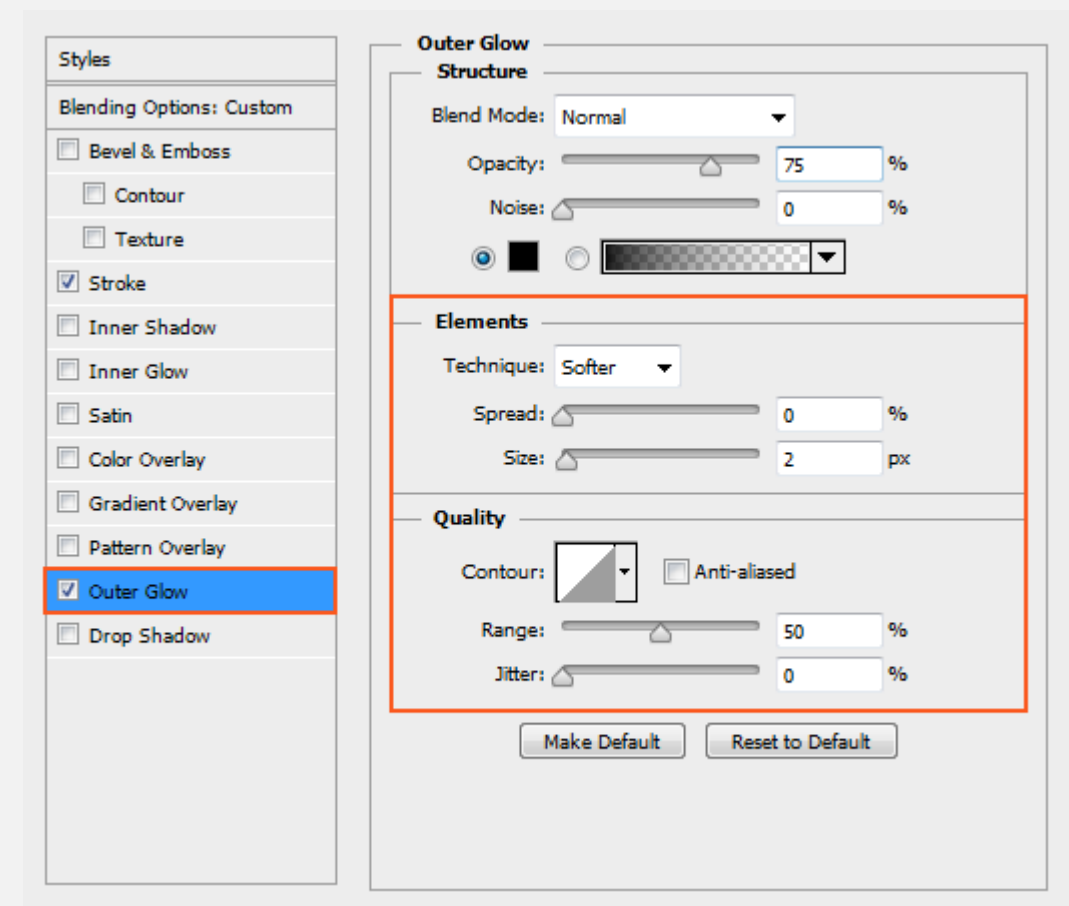 Styles
Blending Options: Custom
Bevel & Emboss
Contour
Texture
Stroke
Inner Shadow
Inner Glow
Satin
Color Overlay
Gradient Overlay
Pattern Overlay
Outer Glow
Drop Shadow
Outer Glow
Structure
Blend Mode: Normal
Opacity: 75 %
Noise: 0 %
Elements
Technique: Softer
Spread: 0 %
Size: 2 px
Quality
Contour: Anti-aliased
Range: 50 %
Jitter: 0 %
Make Default Reset to Default